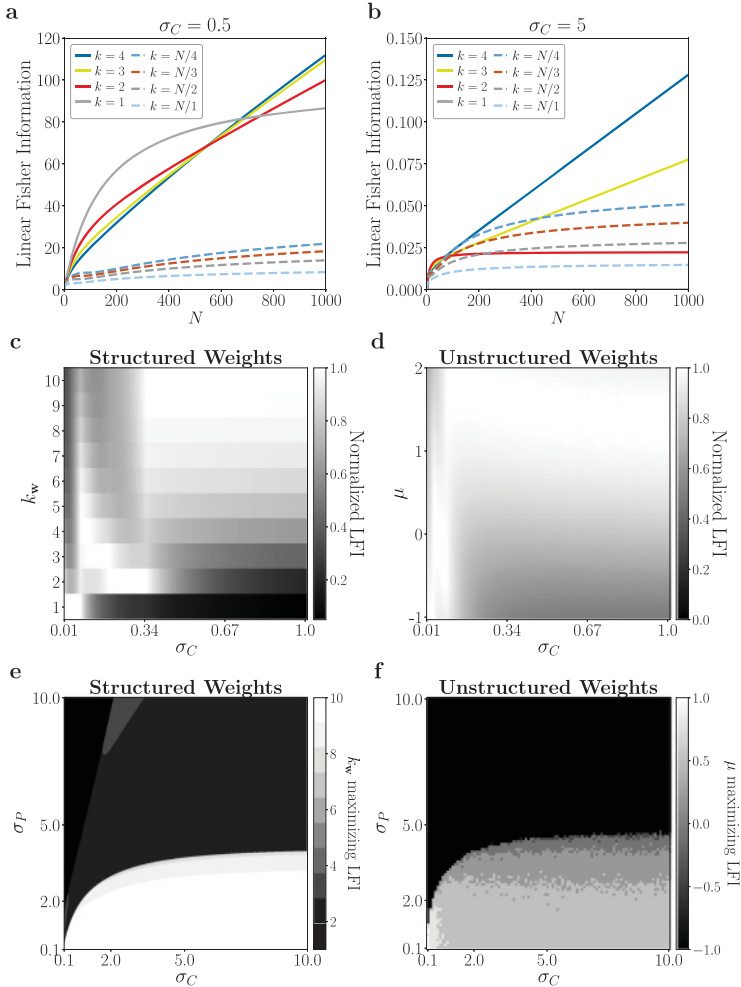 a
σ_C = 0.5
120
100
80
60
40
20
0
Linear Fisher Information
k = 4
k = 3
k = 2
k = 1
k = N/4
k = N/3
k = N/2
k = N/1
0
200
400
600
800
1000
N
b
σ_C = 5
0.150
0.125
0.100
0.075
0.050
0.025
0.000
Linear Fisher Information
k = 4
k = 3
k = 2
k = 1
k = N/4
k = N/3
k = N/2
k = N/1
0
200
400
600
800
1000
N
c
Structured Weights
10
9
8
7
6
5
4
3
2
1
k_w
0.01
0.34
0.67
1.0
σ_C
1.0
0.8
0.6
0.4
0.2
Normalized LFI
d
Unstructured Weights
2
1
0
-1
μ
0.01
0.34
0.67
1.0
σ_C
1.0
0.8
0.6
0.4
0.2
0.0
Normalized LFI
e
Structured Weights
10.0
5.0
2.0
0.1
σ_P
0.1
2.0
5.0
10.0
σ_C
10
8
6
4
2
k_w maximizing LFI
f
Unstructured Weights
10.0
5.0
2.0
0.1
σ_P
0.1
2.0
5.0
10.0
σ_C
1.0
0.5
0.0
−0.5
−1.0
μ maximizing LFI